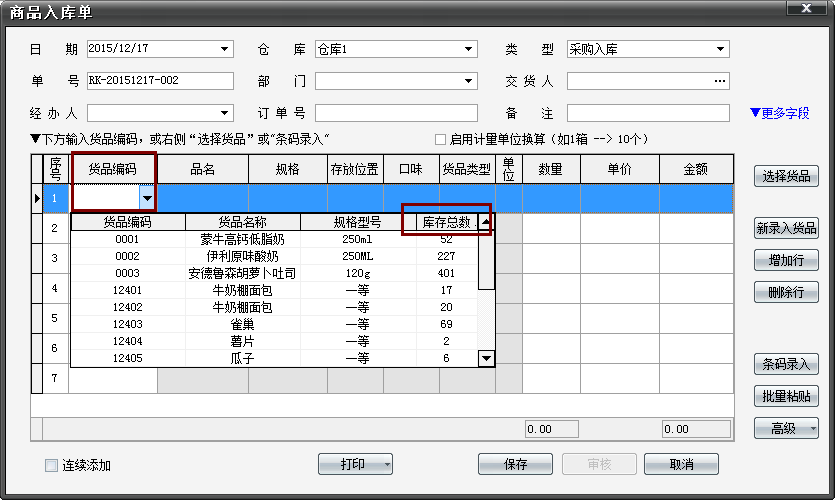 商品入库单
日 期 2015/12/17 仓 库 仓库1 类 型 采购入库
单 号 RK-20151217-002 部 门 交 货 人 ...
经 办 人 订 单 号 备 注 ▼更多字段
▼下方输入货品编码，或右侧“选择货品”或"条码录入" 启用计量单位换算（如1箱 --> 10个）
序号 货品编码 品名 规格 存放位置 口味 货品类型 单位 数量 单价 金额
选择货品
1
2 货品编码 货品名称 规格型号 库存总数
新录入货品
0001 蒙牛高钙低脂奶 250ml 52
3 0002 伊利原味酸奶 250ML 227
增加行
0003 安德鲁森胡萝卜吐司 120g 401
4 12401 牛奶棚面包 一等 17
删除行
12402 牛奶棚面包 一等 20
5 12403 雀巢 一等 69
6 12404 薯片 一等 2
12405 瓜子 一等 6
条码录入
7
批量粘贴
0.00 0.00
高级
连续添加 打印 保存 审核 取消